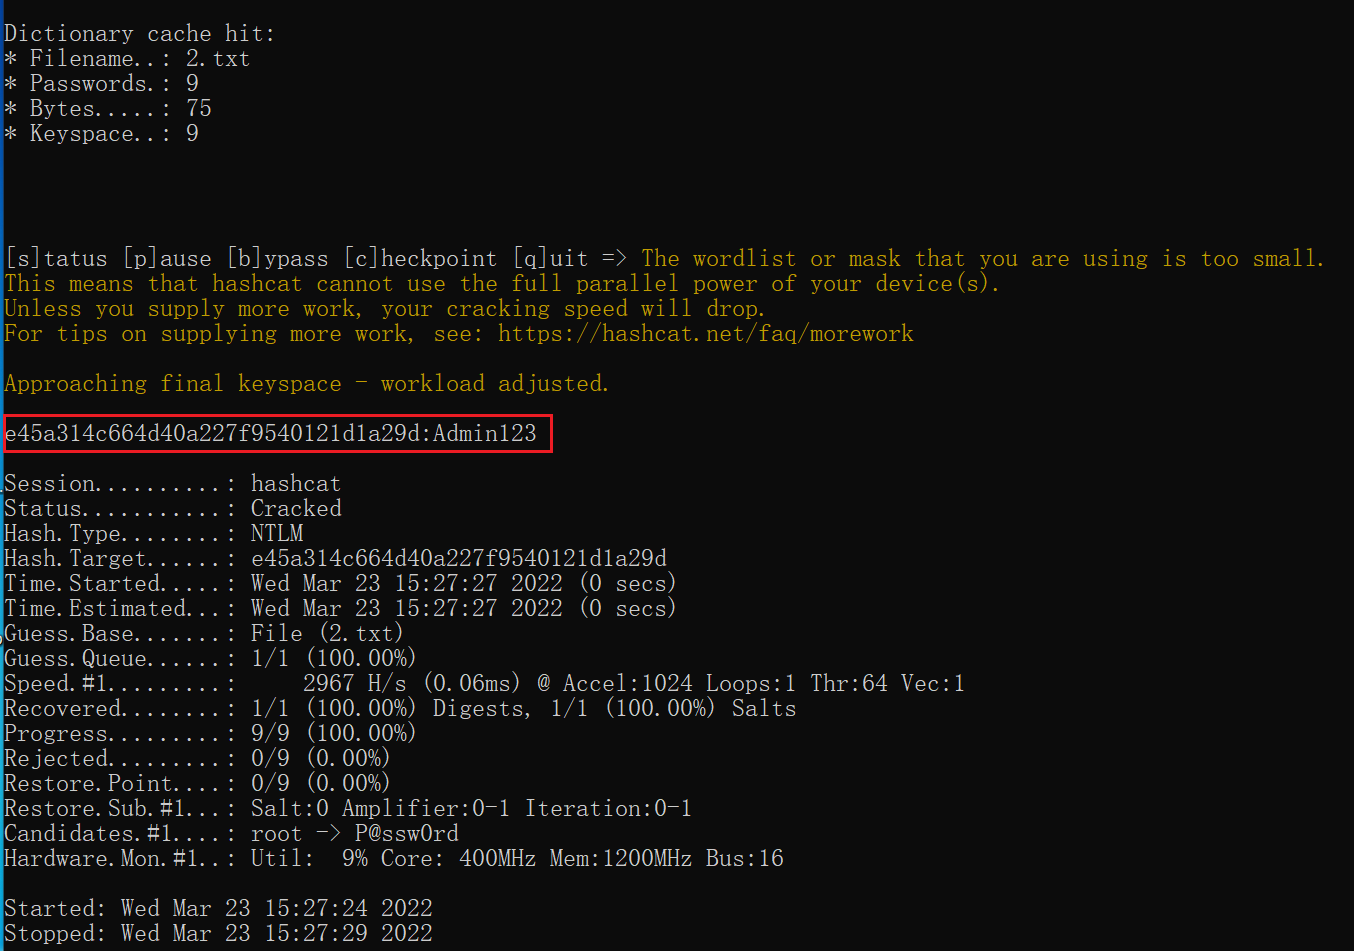 Dictionary cache hit:
* Filename..: 2.txt
* Passwords.: 9
* Bytes.....: 75
* Keyspace..: 9
[s]tatus [p]ause [b]ypass [c]heckpoint [q]uit => The wordlist or mask that you are using is too small.
This means that hashcat cannot use the full parallel power of your device(s).
Unless you supply more work, your cracking speed will drop.
For tips on supplying more work, see: https://hashcat.net/faq/morework
Approaching final keyspace - workload adjusted.
e45a314c664d40a227f9540121d1a29d:Admin123
Session..........: hashcat
Status...........: Cracked
Hash.Type........: NTLM
Hash.Target......: e45a314c664d40a227f9540121d1a29d
Time.Started.....: Wed Mar 23 15:27:27 2022 (0 secs)
Time.Estimated...: Wed Mar 23 15:27:27 2022 (0 secs)
Guess.Base.......: File (2.txt)
Guess.Queue......: 1/1 (100.00%)
Speed.#1.........:     2967 H/s (0.06ms) @ Accel:1024 Loops:1 Thr:64 Vec:1
Recovered........: 1/1 (100.00%) Digests, 1/1 (100.00%) Salts
Progress.........: 9/9 (100.00%)
Rejected.........: 0/9 (0.00%)
Restore.Point....: 0/9 (0.00%)
Restore.Sub.#1...: Salt:0 Amplifier:0-1 Iteration:0-1
Candidates.#1....: root -> P@ssw0rd
Hardware.Mon.#1..: Util:  9% Core: 400MHz Mem:1200MHz Bus:16
Started: Wed Mar 23 15:27:24 2022
Stopped: Wed Mar 23 15:27:29 2022